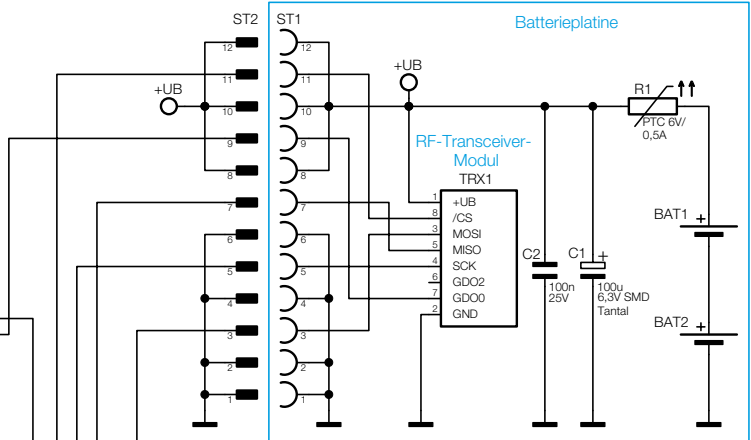 ST2 ST1
Batterieplatine
12 12
11 11
+UB
10 10
9 9
8 8
7 7
6 6
5 5
4 4
3 3
2 2
1 1
+UB
R1
PTC 6V/
0,5A
RF-Transceiver-
Modul
TRX1
1 +UB
8 /CS
3 MOSI
5 MISO
4 SCK
6 GDO2
7 GDO0
2 GND
C2
100n
25V
C1 +
100u
6,3V SMD
Tantal
BAT1 +
BAT2 +